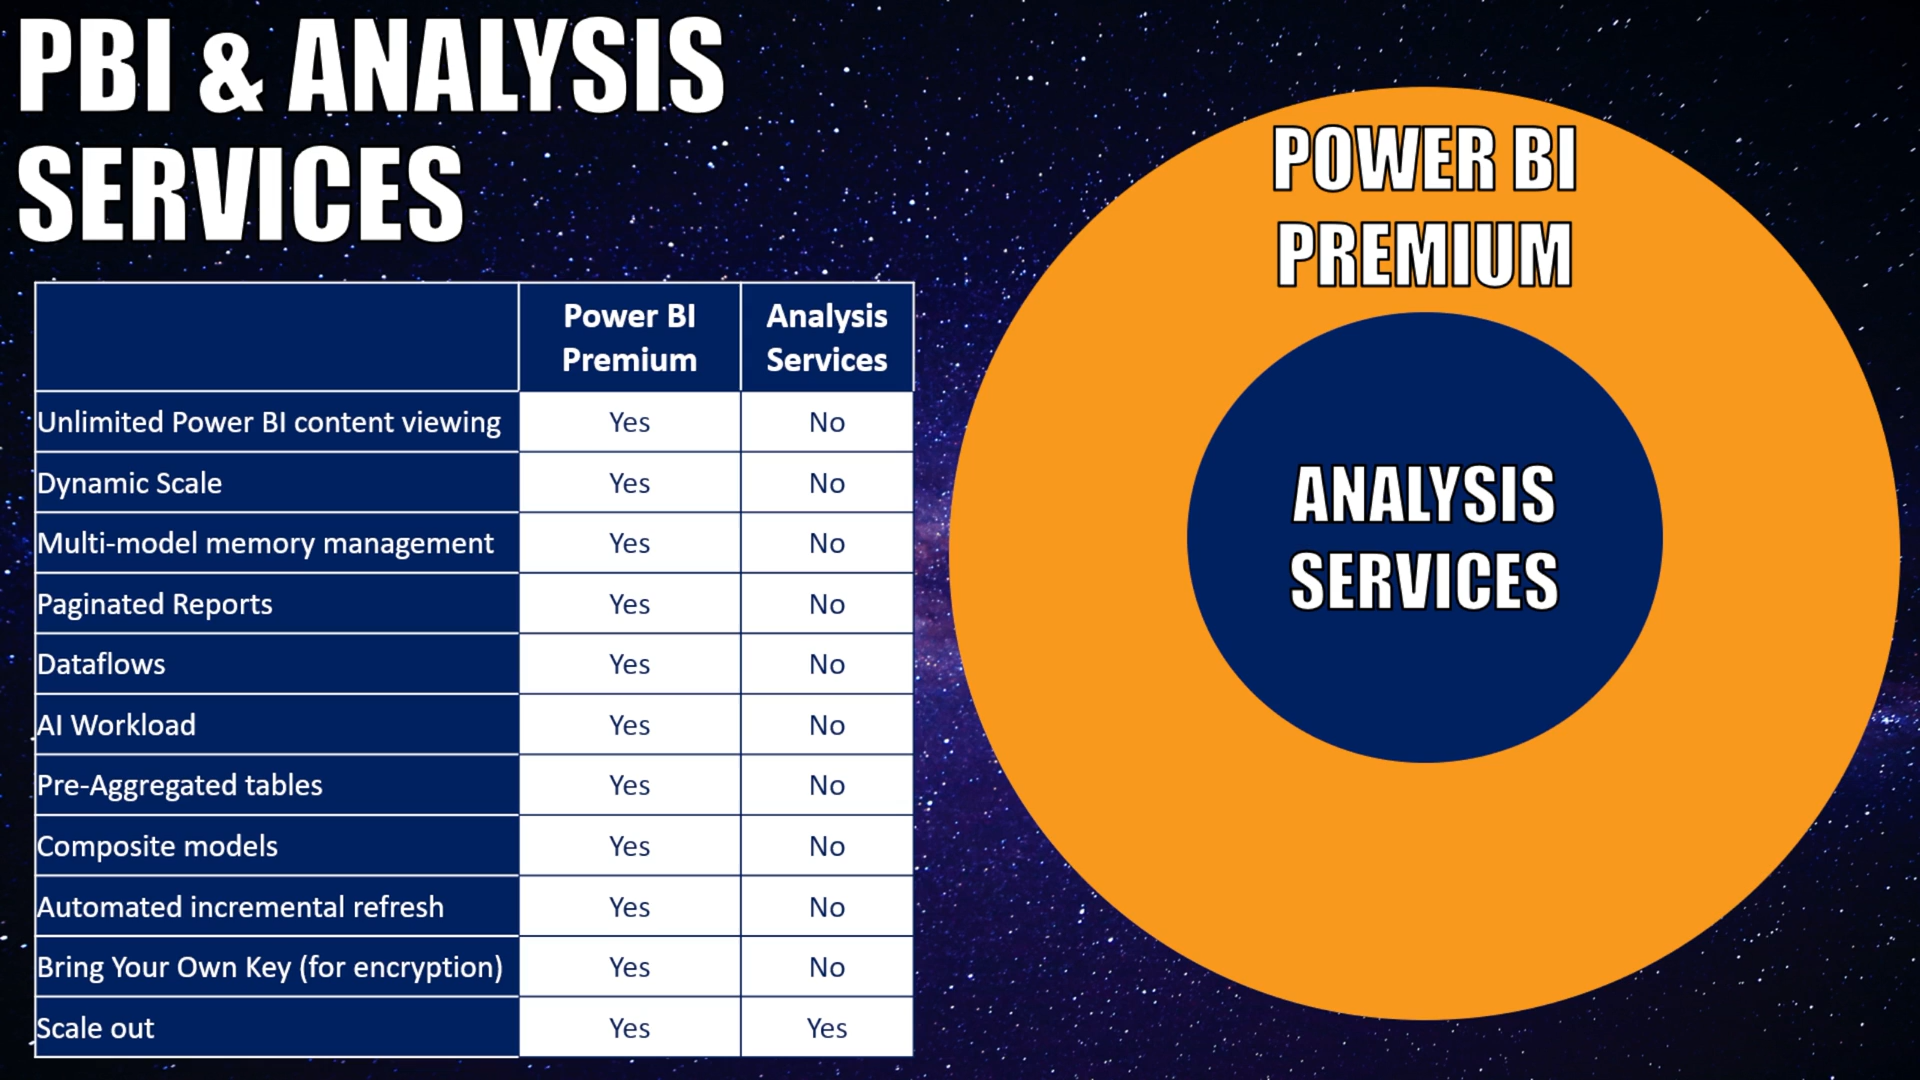 PBI & ANALYSIS
SERVICES
Power BI Premium Analysis Services
Unlimited Power BI content viewing Yes No
Dynamic Scale Yes No
Multi-model memory management Yes No
Paginated Reports Yes No
Dataflows Yes No
AI Workload Yes No
Pre-Aggregated tables Yes No
Composite models Yes No
Automated incremental refresh Yes No
Bring Your Own Key (for encryption) Yes No
Scale out Yes Yes
POWER BI
PREMIUM
ANALYSIS
SERVICES